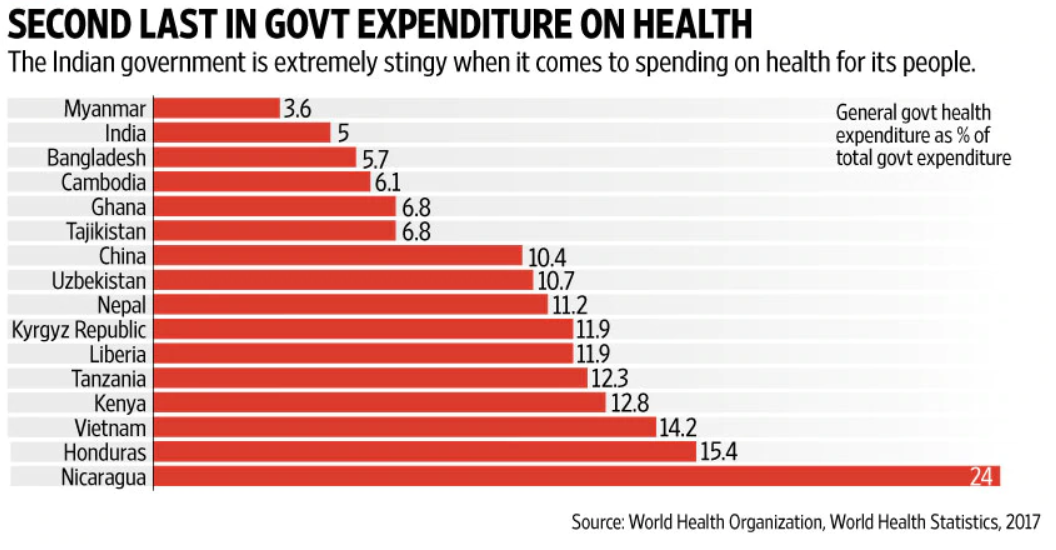 SECOND LAST IN GOVT EXPENDITURE ON HEALTH
The Indian government is extremely stingy when it comes to spending on health for its people.
General govt health
expenditure as % of
total govt expenditure
Myanmar 3.6
India 5
Bangladesh 5.7
Cambodia 6.1
Ghana 6.8
Tajikistan 6.8
China 10.4
Uzbekistan 10.7
Nepal 11.2
Kyrgyz Republic 11.9
Liberia 11.9
Tanzania 12.3
Kenya 12.8
Vietnam 14.2
Honduras 15.4
Nicaragua 24
Source: World Health Organization, World Health Statistics, 2017